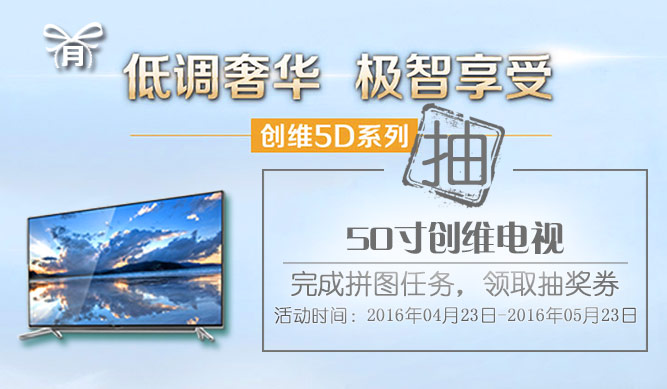 月
低调奢华 极智享受
创维5D系列
抽
50寸创维电视
完成拼图任务，领取抽奖券
活动时间：2016年04月23日-2016年05月23日